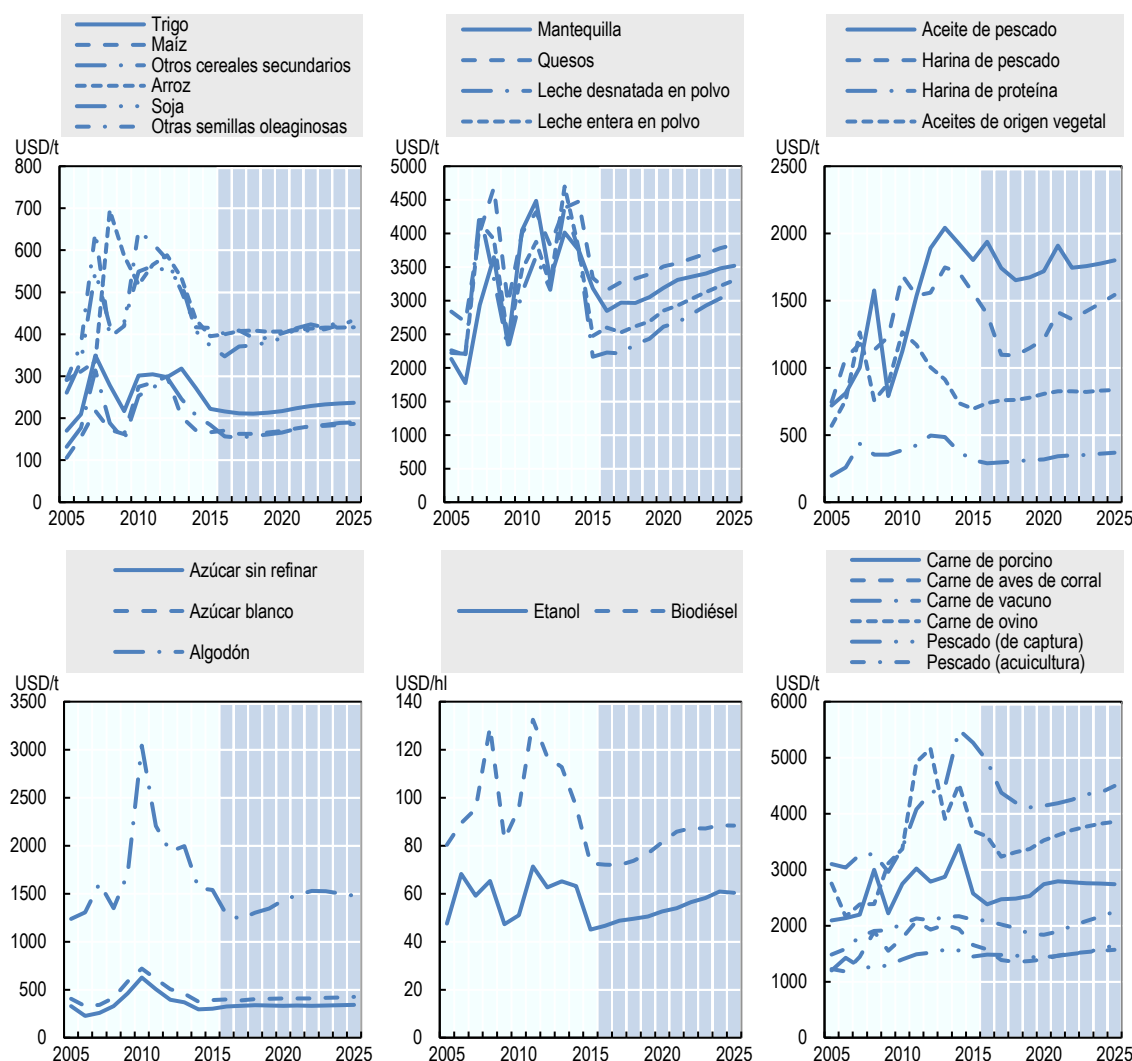 Trigo
Maíz
Otros cereales secundarios
Arroz
Soja
Otras semillas oleaginosas
USD/t
800
700
600
500
400
300
200
100
0
2005 2010 2015 2020 2025
Mantequilla
Quesos
Leche desnatada en polvo
Leche entera en polvo
USD/t
5000
4500
4000
3500
3000
2500
2000
1500
1000
500
0
2005 2010 2015 2020 2025
Aceite de pescado
Harina de pescado
Harina de proteína
Aceites de origen vegetal
USD/t
2500
2000
1500
1000
500
0
2005 2010 2015 2020 2025
Azúcar sin refinar
Azúcar blanco
Algodón
USD/t
3500
3000
2500
2000
1500
1000
500
0
2005 2010 2015 2020 2025
Etanol Biodiésel
USD/hl
140
120
100
80
60
40
20
0
2005 2010 2015 2020 2025
Carne de porcino
Carne de aves de corral
Carne de vacuno
Carne de ovino
Pescado (de captura)
Pescado (acuicultura)
USD/t
6000
5000
4000
3000
2000
1000
0
2005 2010 2015 2020 2025